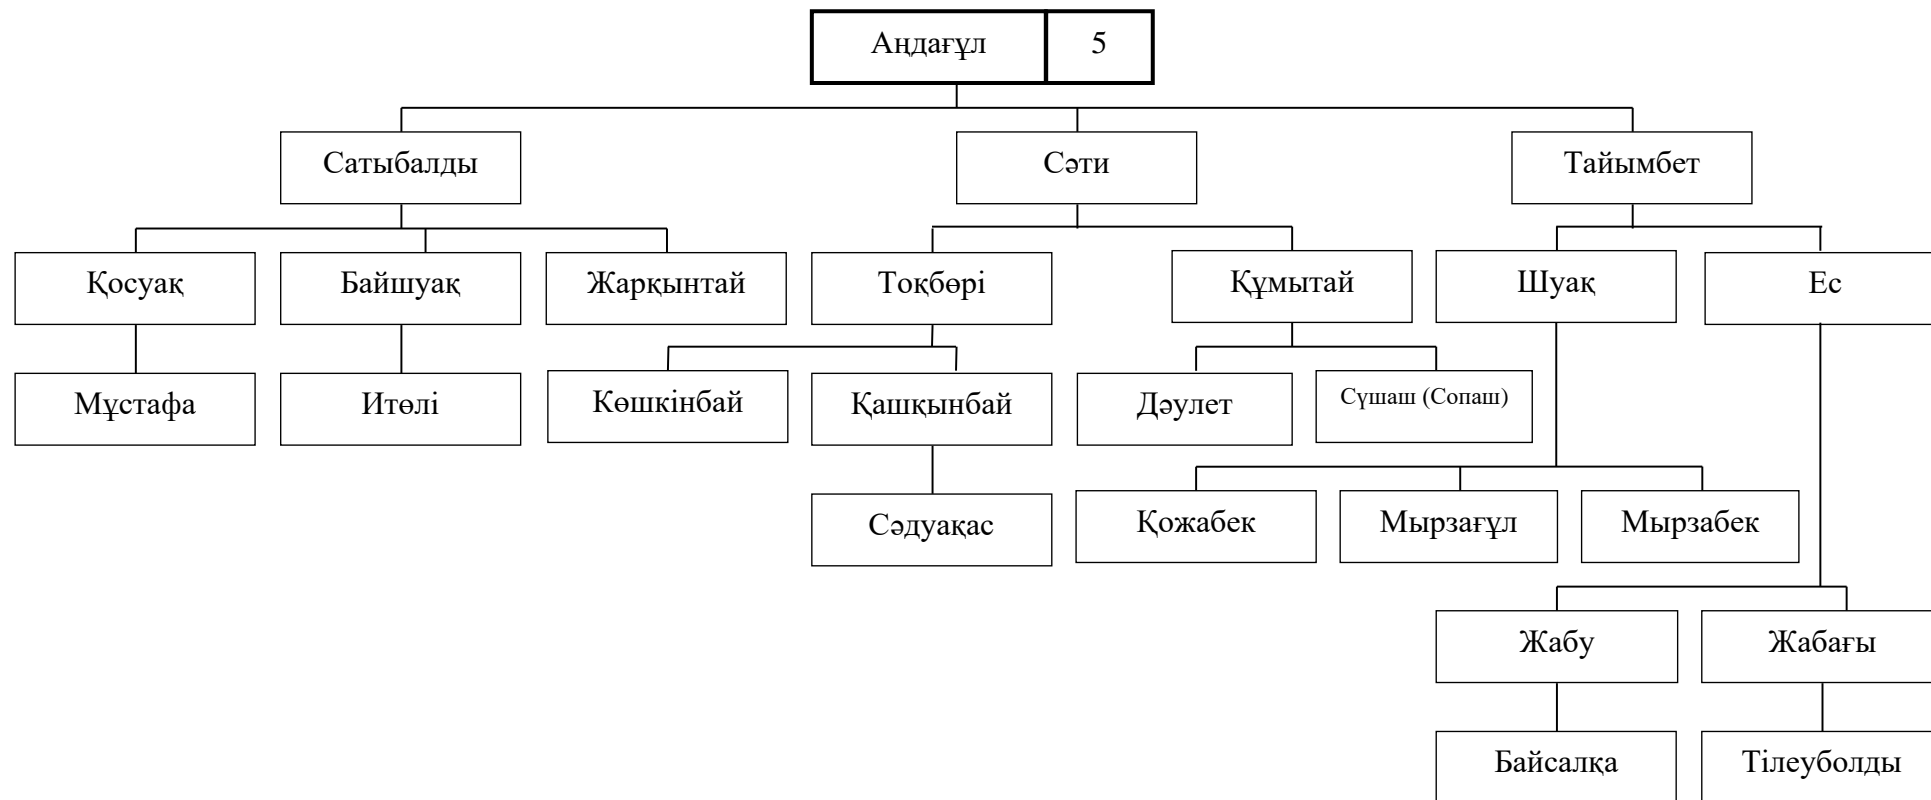 Аңдағұл 5
Сатыбалды Сәти Тайымбет
Қосуақ Байшуақ Жарқынтай Тоқбөрі Құмытай Шуақ Ес
Мұстафа Итөлі Көшкінбай Қашқынбай Дәулет Сүшаш (Сопаш)
Сәдуақас Қожабек Мырзағұл Мырзабек
Жабу Жабағы
Байсалқа Тілеуболды